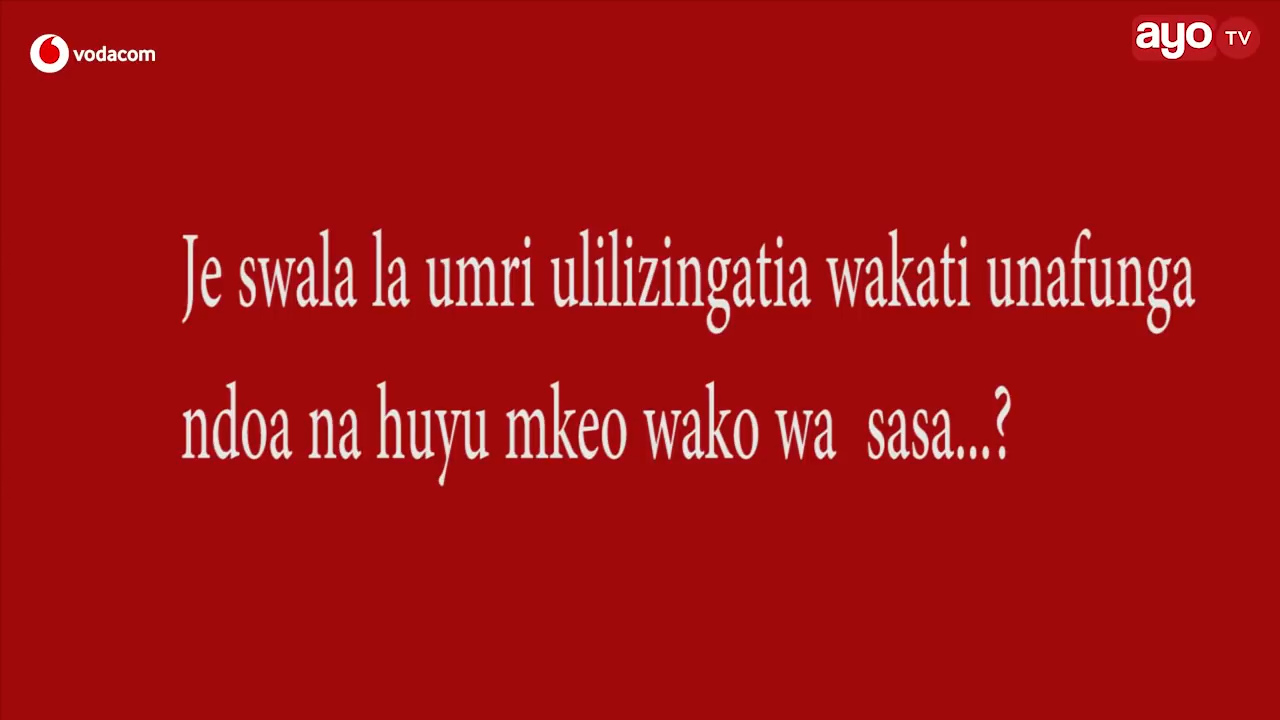 vodacom
ayo TV
Je swala la umri ulilizingatia wakati unafunga
ndoa na huyu mkeo wako wa sasa...?